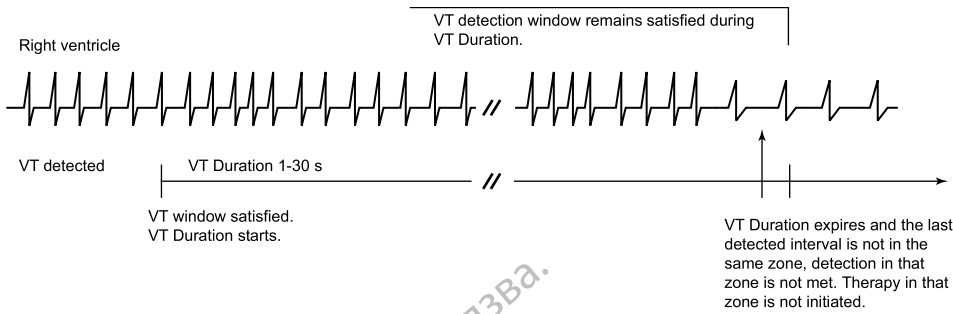 VT detection window remains satisfied during
VT Duration.
Right ventricle
VT detected
VT Duration 1-30 s
VT window satisfied.
VT Duration starts.
VT Duration expires and the last
detected interval is not in the
same zone, detection in that
zone is not met. Therapy in that
zone is not initiated.